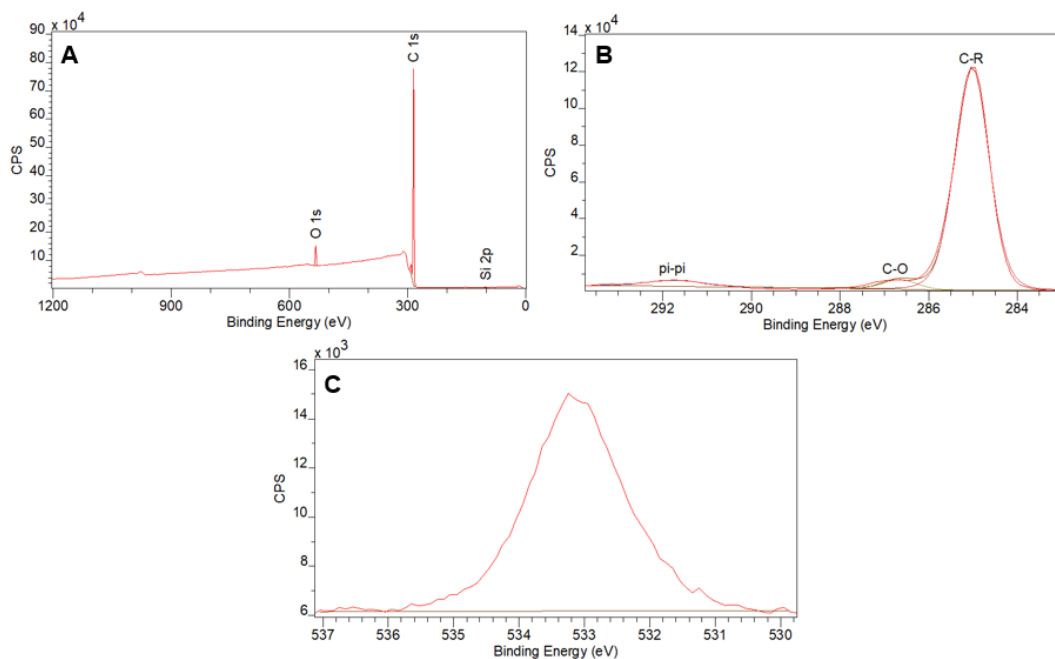 A
x 10⁴
90
80
70
60
50
40
30
20
10
CPS
O 1s
C 1s
Si 2p
1200
900
600
300
0
Binding Energy (eV)
B
x 10⁴
14
12
10
8
6
4
2
CPS
pi-pi
C-O
C-R
292
290
288
286
284
Binding Energy (eV)
C
x 10³
16
14
12
10
8
6
CPS
537
536
535
534
533
532
531
530
Binding Energy (eV)